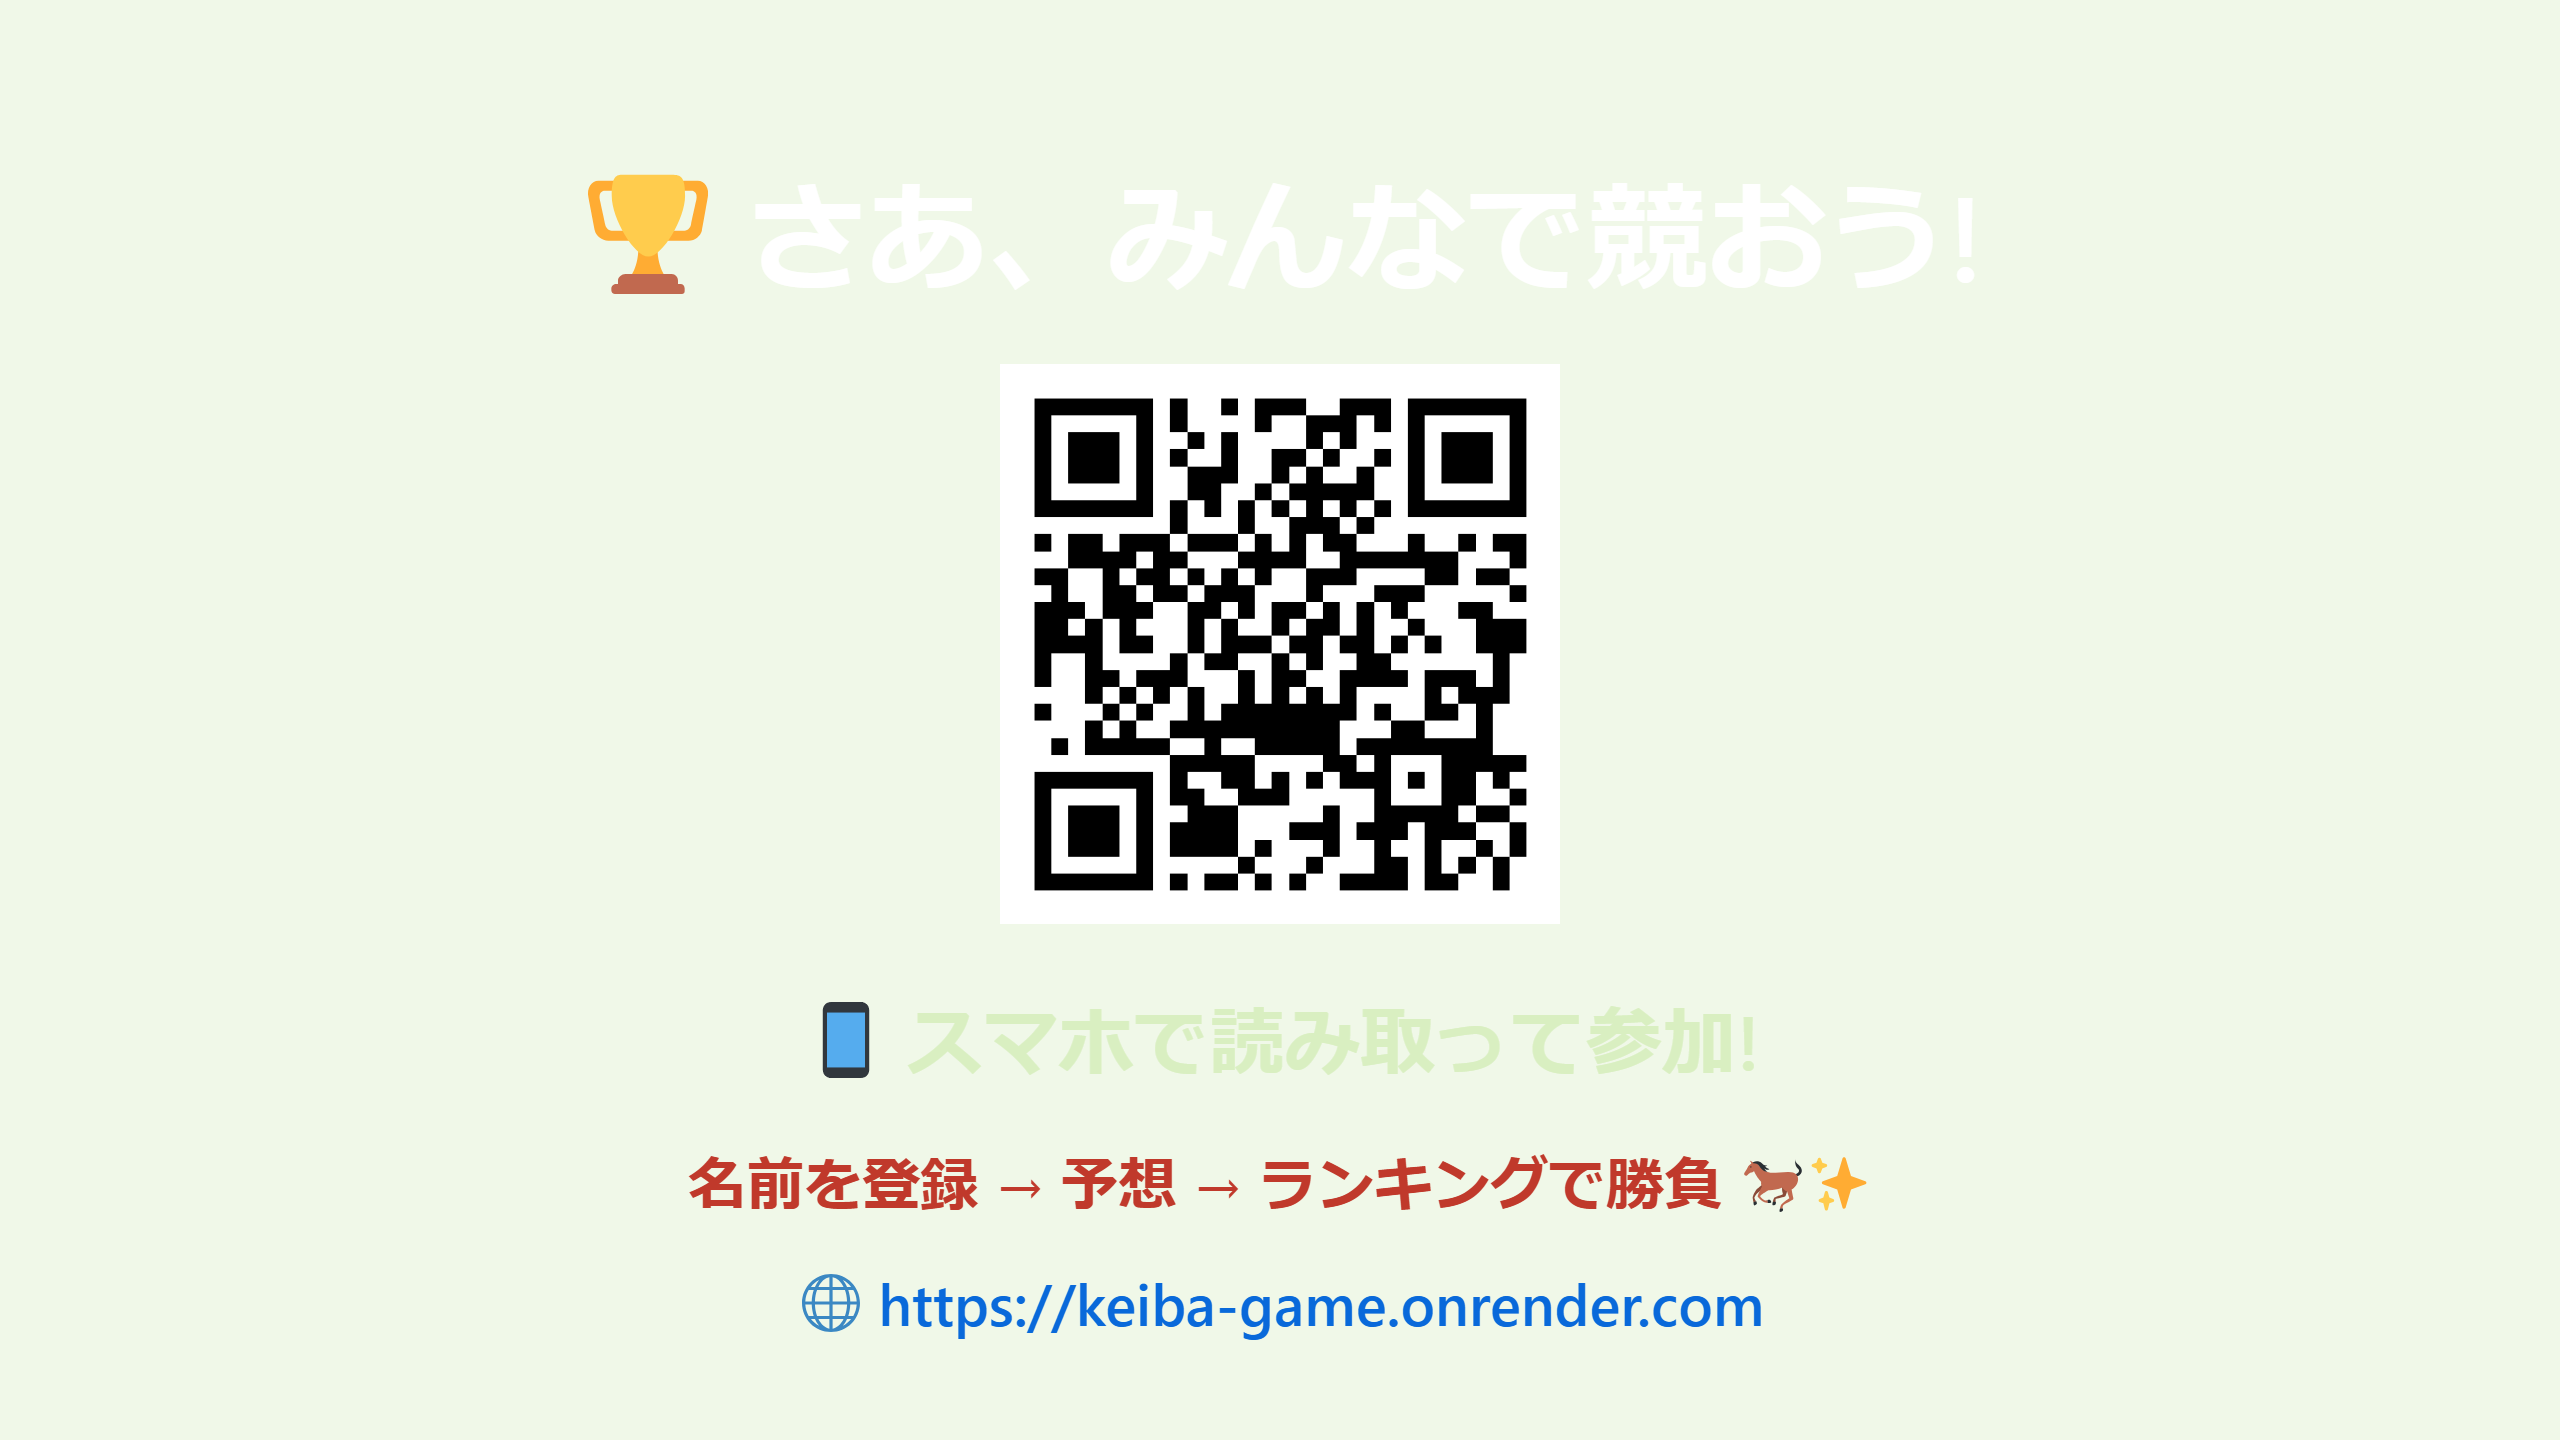 🏆 さあ、みんなで競おう!
📱 スマホで読み取って参加!
名前を登録 → 予想 → ランキングで勝負 🐎✨
🌐 https://keiba-game.onrender.com